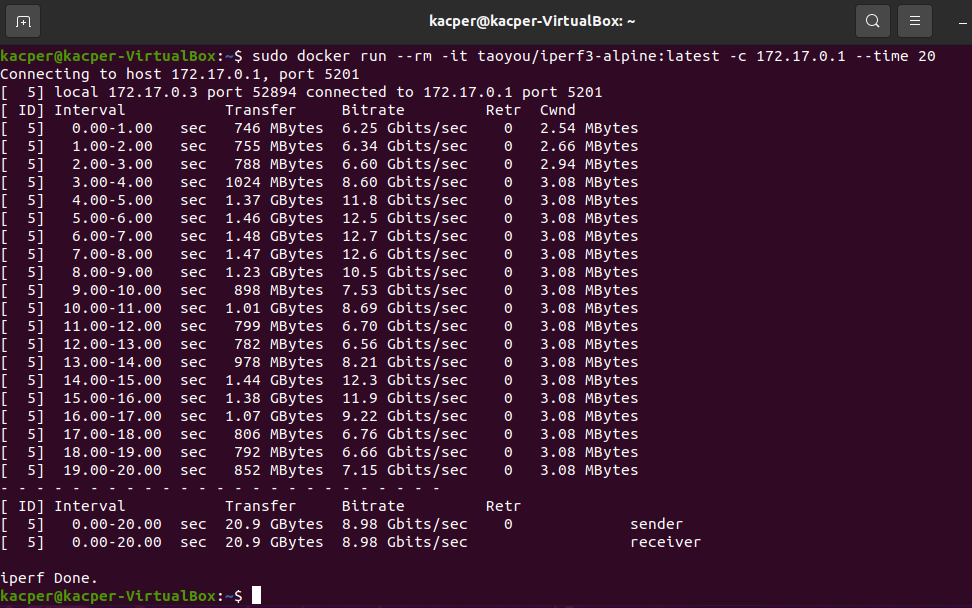 kacper@kacper-VirtualBox: ~
kacper@kacper-VirtualBox:~$ sudo docker run --rm -it taoyou/iperf3-alpine:latest -c 172.17.0.1 --time 20
Connecting to host 172.17.0.1, port 5201
[  5] local 172.17.0.3 port 52894 connected to 172.17.0.1 port 5201
[ ID] Interval           Transfer     Bitrate         Retr  Cwnd
[  5]   0.00-1.00   sec   746 MBytes  6.25 Gbits/sec    0   2.54 MBytes
[  5]   1.00-2.00   sec   755 MBytes  6.34 Gbits/sec    0   2.66 MBytes
[  5]   2.00-3.00   sec   788 MBytes  6.60 Gbits/sec    0   2.94 MBytes
[  5]   3.00-4.00   sec  1024 MBytes  8.60 Gbits/sec    0   3.08 MBytes
[  5]   4.00-5.00   sec  1.37 GBytes  11.8 Gbits/sec    0   3.08 MBytes
[  5]   5.00-6.00   sec  1.46 GBytes  12.5 Gbits/sec    0   3.08 MBytes
[  5]   6.00-7.00   sec  1.48 GBytes  12.7 Gbits/sec    0   3.08 MBytes
[  5]   7.00-8.00   sec  1.47 GBytes  12.6 Gbits/sec    0   3.08 MBytes
[  5]   8.00-9.00   sec  1.23 GBytes  10.5 Gbits/sec    0   3.08 MBytes
[  5]   9.00-10.00  sec   898 MBytes  7.53 Gbits/sec    0   3.08 MBytes
[  5]  10.00-11.00  sec  1.01 GBytes  8.69 Gbits/sec    0   3.08 MBytes
[  5]  11.00-12.00  sec   799 MBytes  6.70 Gbits/sec    0   3.08 MBytes
[  5]  12.00-13.00  sec   782 MBytes  6.56 Gbits/sec    0   3.08 MBytes
[  5]  13.00-14.00  sec   978 MBytes  8.21 Gbits/sec    0   3.08 MBytes
[  5]  14.00-15.00  sec  1.44 GBytes  12.3 Gbits/sec    0   3.08 MBytes
[  5]  15.00-16.00  sec  1.38 GBytes  11.9 Gbits/sec    0   3.08 MBytes
[  5]  16.00-17.00  sec  1.07 GBytes  9.22 Gbits/sec    0   3.08 MBytes
[  5]  17.00-18.00  sec   806 MBytes  6.76 Gbits/sec    0   3.08 MBytes
[  5]  18.00-19.00  sec   792 MBytes  6.66 Gbits/sec    0   3.08 MBytes
[  5]  19.00-20.00  sec   852 MBytes  7.15 Gbits/sec    0   3.08 MBytes
- - - - - - - - - - - - - - - - - - - - - - - - -
[ ID] Interval           Transfer     Bitrate         Retr
[  5]   0.00-20.00  sec  20.9 GBytes  8.98 Gbits/sec    0             sender
[  5]   0.00-20.00  sec  20.9 GBytes  8.98 Gbits/sec                  receiver
iperf Done.
kacper@kacper-VirtualBox:~$